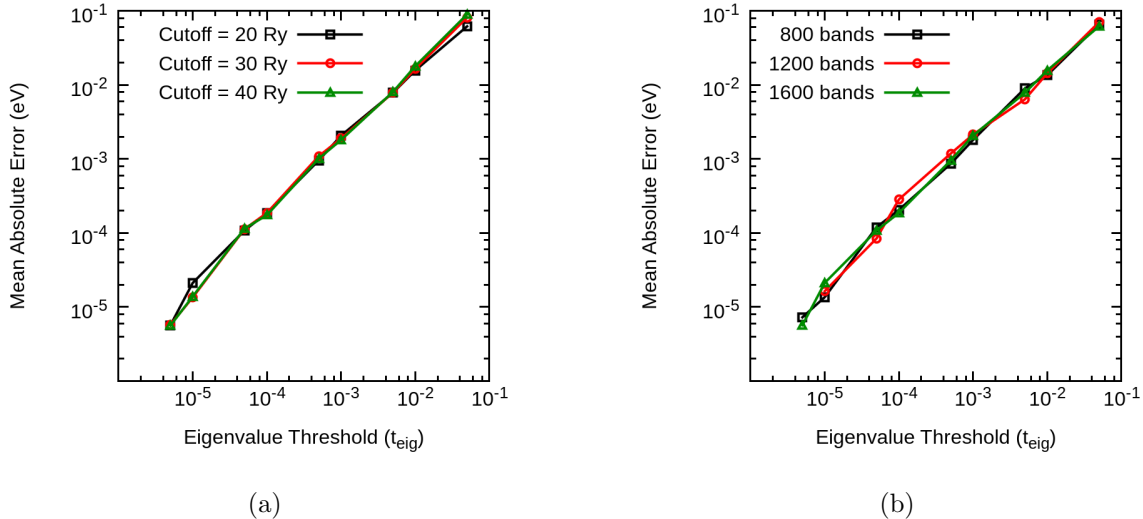 10^-1
10^-2
10^-3
10^-4
10^-5
Mean Absolute Error (eV)
Cutoff = 20 Ry
Cutoff = 30 Ry
Cutoff = 40 Ry
10^-5 10^-4 10^-3 10^-2 10^-1
Eigenvalue Threshold (t_eig)
(a)
10^-1
10^-2
10^-3
10^-4
10^-5
Mean Absolute Error (eV)
800 bands
1200 bands
1600 bands
10^-5 10^-4 10^-3 10^-2 10^-1
Eigenvalue Threshold (t_eig)
(b)